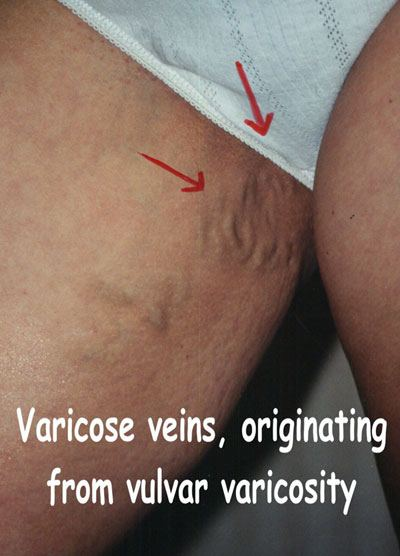 Varicose veins, originating
from vulvar varicosity